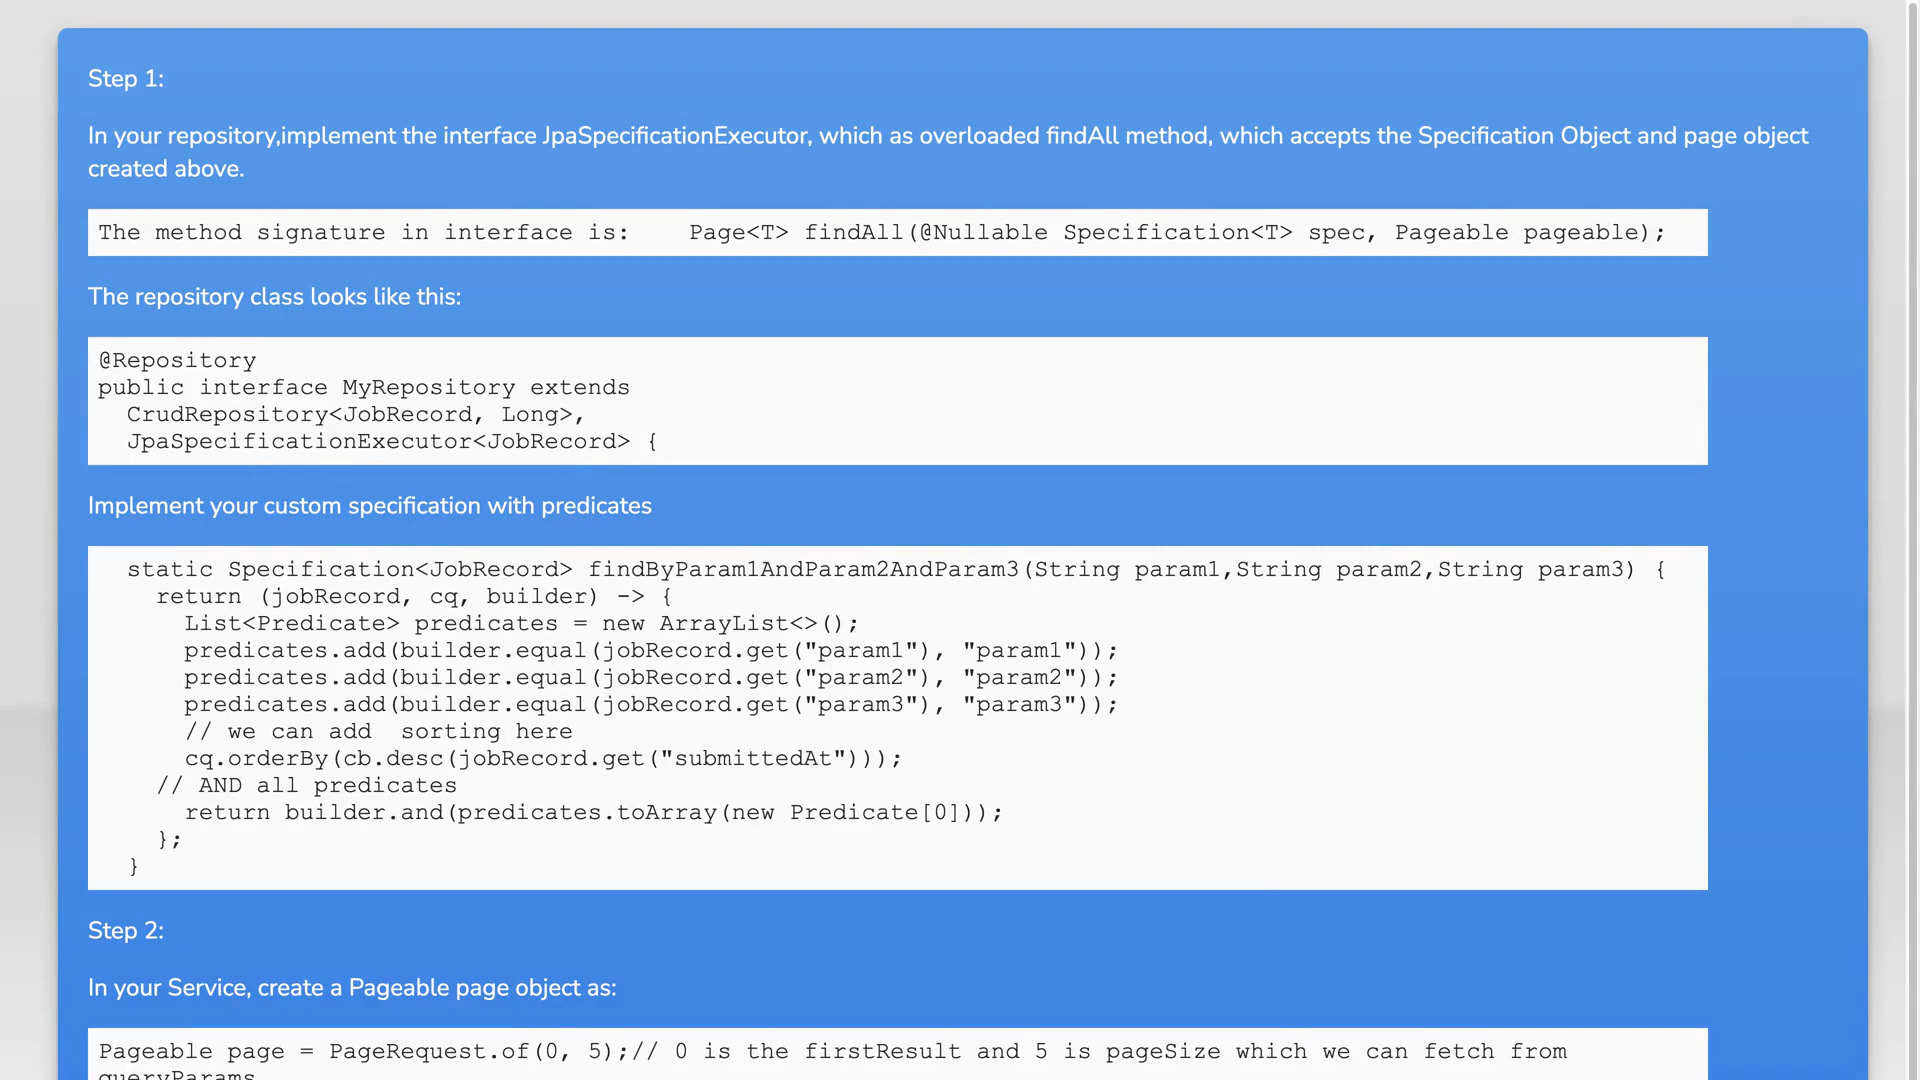 Step 1:
In your repository,implement the interface JpaSpecificationExecutor, which as overloaded findAll method, which accepts the Specification Object and page object
created above.
The method signature in interface is:    Page<T> findAll(@Nullable Specification<T> spec, Pageable pageable);
The repository class looks like this:
@Repository
public interface MyRepository extends
  CrudRepository<JobRecord, Long>,
  JpaSpecificationExecutor<JobRecord> {
Implement your custom specification with predicates
  static Specification<JobRecord> findByParam1AndParam2AndParam3(String param1,String param2,String param3) {
    return (jobRecord, cq, builder) -> {
      List<Predicate> predicates = new ArrayList<>();
      predicates.add(builder.equal(jobRecord.get("param1"), "param1"));
      predicates.add(builder.equal(jobRecord.get("param2"), "param2"));
      predicates.add(builder.equal(jobRecord.get("param3"), "param3"));
      // we can add  sorting here
      cq.orderBy(cb.desc(jobRecord.get("submittedAt")));
    // AND all predicates
      return builder.and(predicates.toArray(new Predicate[0]));
    };
  }
Step 2:
In your Service, create a Pageable page object as:
Pageable page = PageRequest.of(0, 5);// 0 is the firstResult and 5 is pageSize which we can fetch from
queryParams